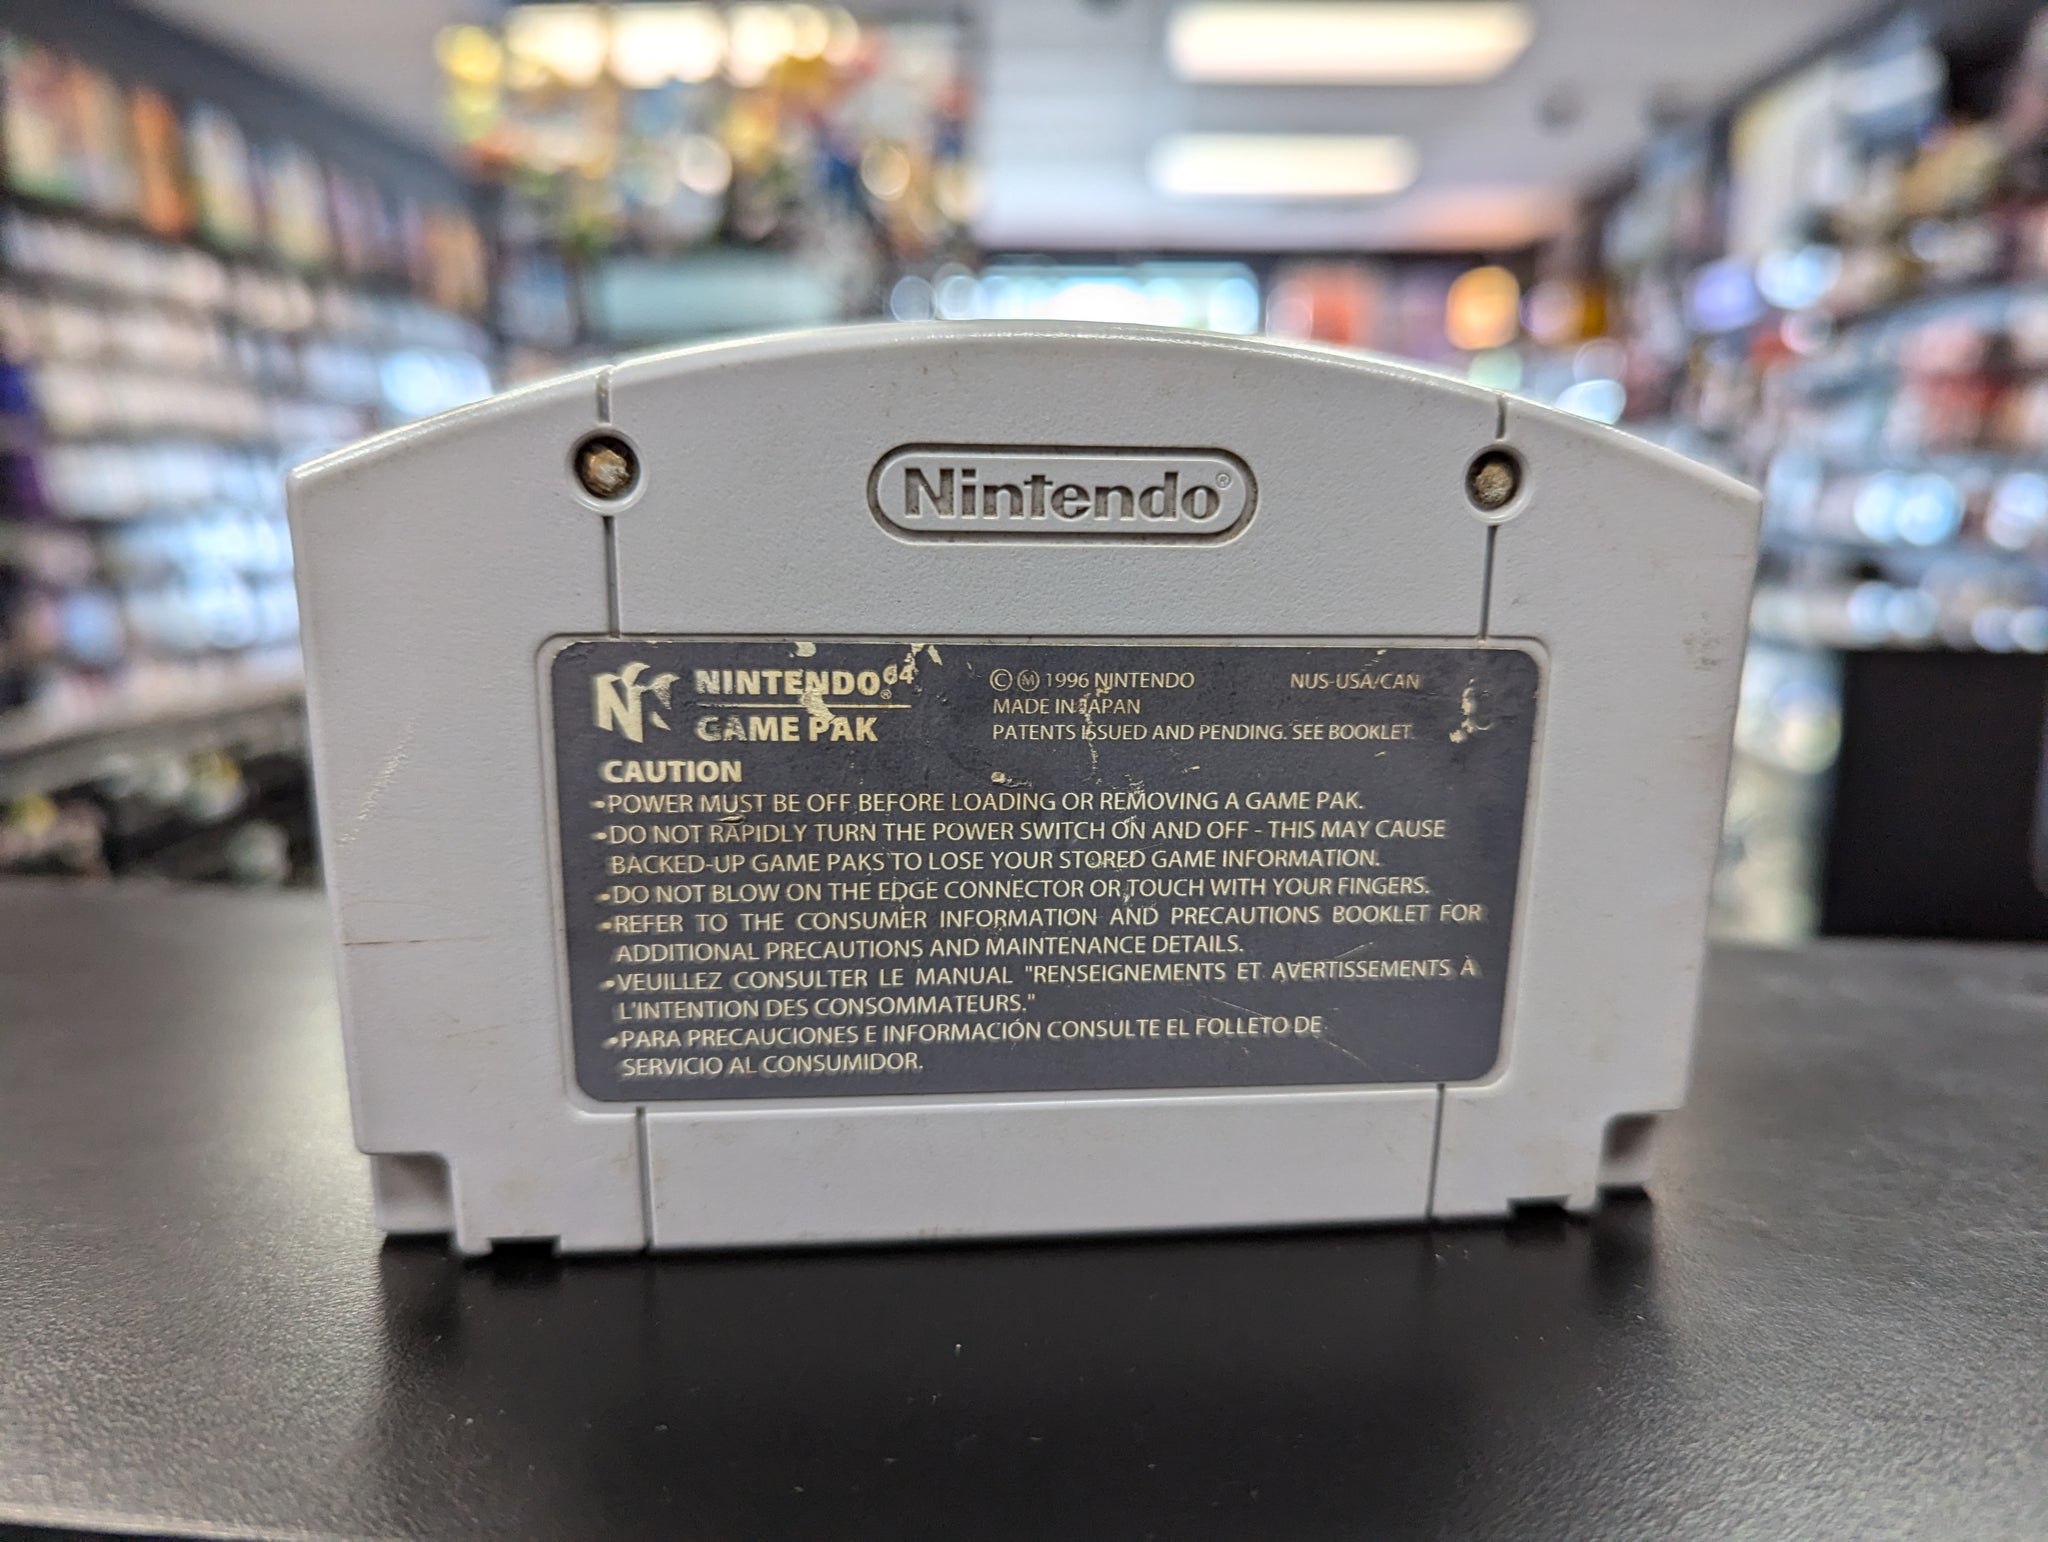 Nintendo®
NINTENDO64®
GAME PAK
© Ⓜ 1996 NINTENDO NUS-USA/CAN
MADE IN JAPAN
PATENTS ISSUED AND PENDING. SEE BOOKLET.
CAUTION
•POWER MUST BE OFF BEFORE LOADING OR REMOVING A GAME PAK.
•DO NOT RAPIDLY TURN THE POWER SWITCH ON AND OFF - THIS MAY CAUSE
BACKED-UP GAME PAKS TO LOSE YOUR STORED GAME INFORMATION.
•DO NOT BLOW ON THE EDGE CONNECTOR OR TOUCH WITH YOUR FINGERS.
•REFER TO THE CONSUMER INFORMATION AND PRECAUTIONS BOOKLET FOR
ADDITIONAL PRECAUTIONS AND MAINTENANCE DETAILS.
•VEUILLEZ CONSULTER LE MANUAL "RENSEIGNEMENTS ET AVERTISSEMENTS À
L'INTENTION DES CONSOMMATEURS."
•PARA PRECAUCIONES E INFORMACIÓN CONSULTE EL FOLLETO DE
SERVICIO AL CONSUMIDOR.